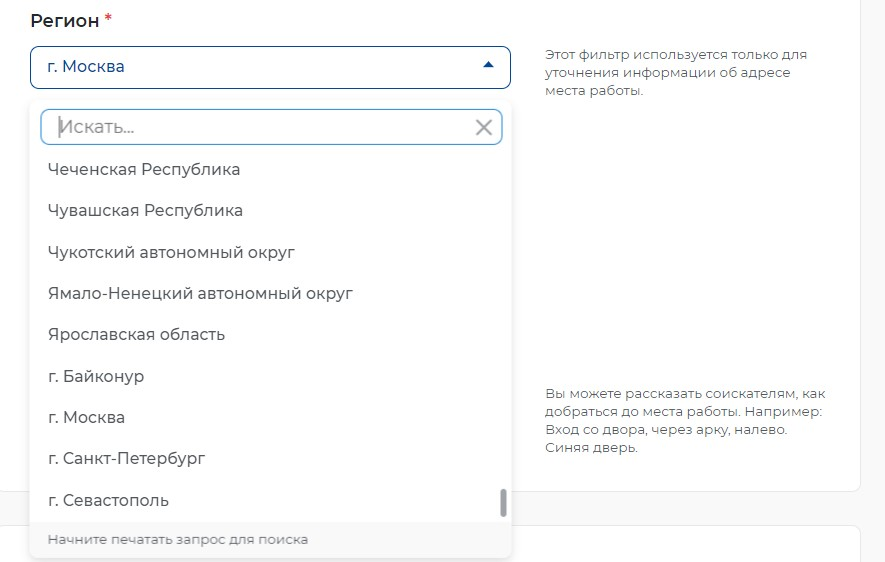 Регион *
г. Москва
Этот фильтр используется только для
уточнения информации об адресе
места работы.
Искать...
Чеченская Республика
Чувашская Республика
Чукотский автономный округ
Ямало-Ненецкий автономный округ
Ярославская область
г. Байконур
г. Москва
г. Санкт-Петербург
г. Севастополь
Начните печатать запрос для поиска
Вы можете рассказать соискателям, как
добраться до места работы. Например:
Вход со двора, через арку, налево.
Синяя дверь.